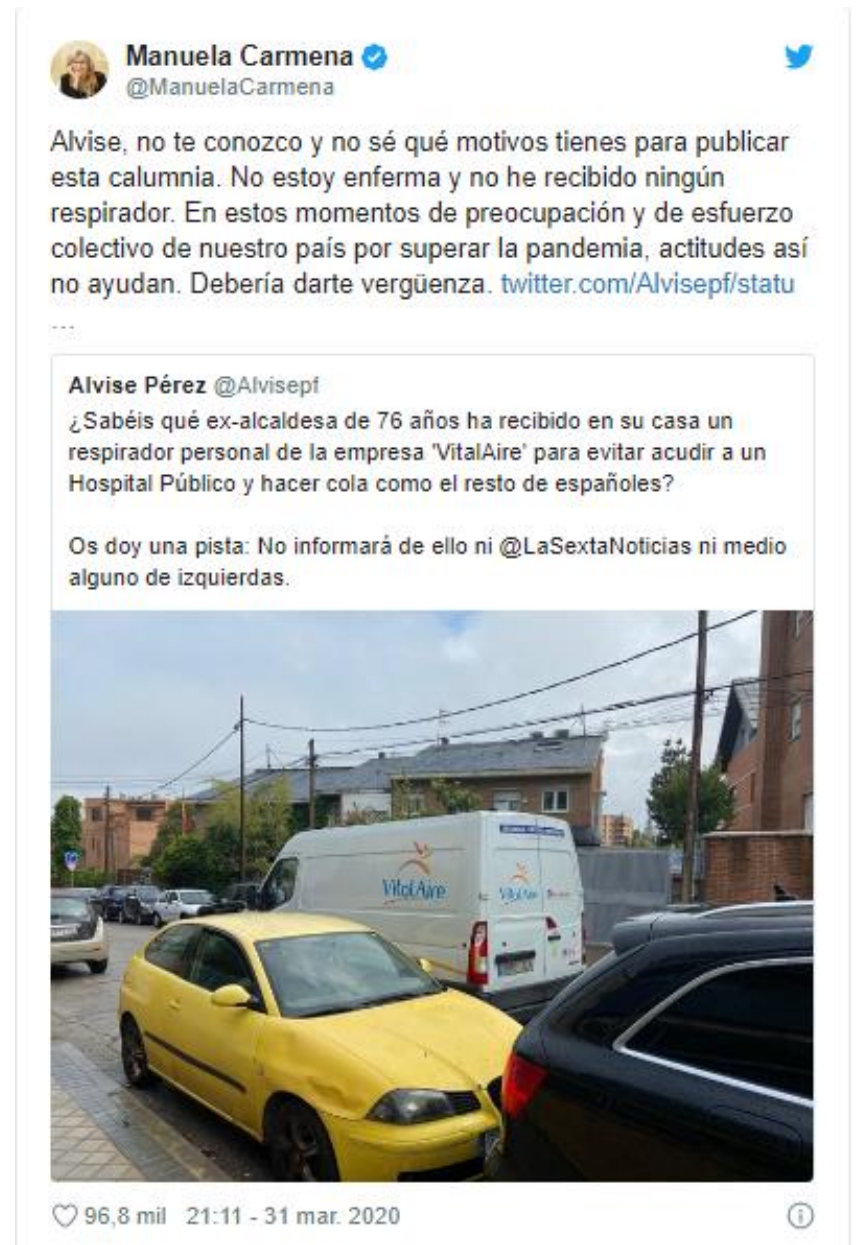 Manuela Carmena
@ManuelaCarmena
Alvise, no te conozco y no sé qué motivos tienes para publicar
esta calumnia. No estoy enferma y no he recibido ningún
respirador. En estos momentos de preocupación y de esfuerzo
colectivo de nuestro país por superar la pandemia, actitudes así
no ayudan. Debería darte vergüenza. twitter.com/Alvisepf/statu
…
Alvise Pérez @Alvisepf
¿Sabéis qué ex-alcaldesa de 76 años ha recibido en su casa un
respirador personal de la empresa 'VitalAire' para evitar acudir a un
Hospital Público y hacer cola como el resto de españoles?
Os doy una pista: No informará de ello ni @LaSextaNoticias ni medio
alguno de izquierdas.
VitalAire
VitalAire
96,8 mil 21:11 - 31 mar. 2020